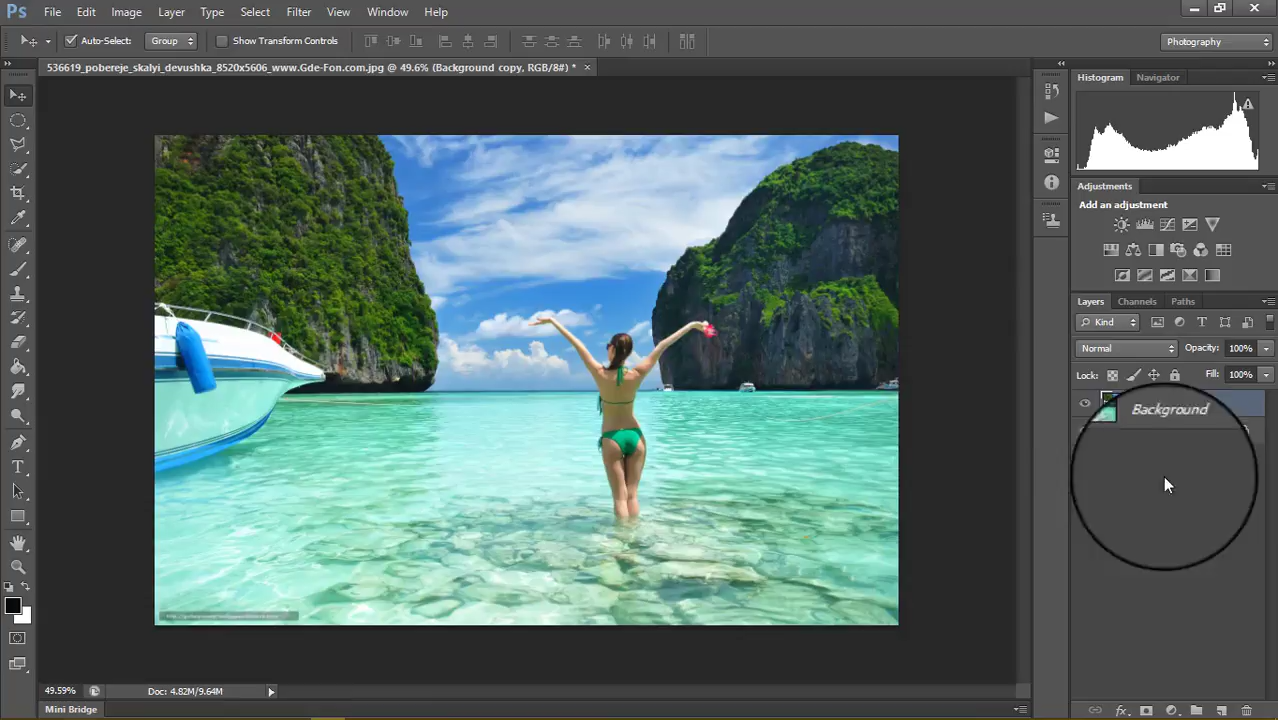 Ps File Edit Image Layer Type Select Filter View Window Help
Auto-Select: Group Show Transform Controls Photography
536619_pobereje_skalyi_devushka_8520x5606_www.Gde-Fon.com.jpg @ 49.6% (Background copy, RGB/8#) * ×
Histogram Navigator
Adjustments
Add an adjustment
Layers Channels Paths
Kind
Normal Opacity: 100%
Lock: Fill: 100%
Background
49.59% Doc: 4.82M/9.64M
Mini Bridge